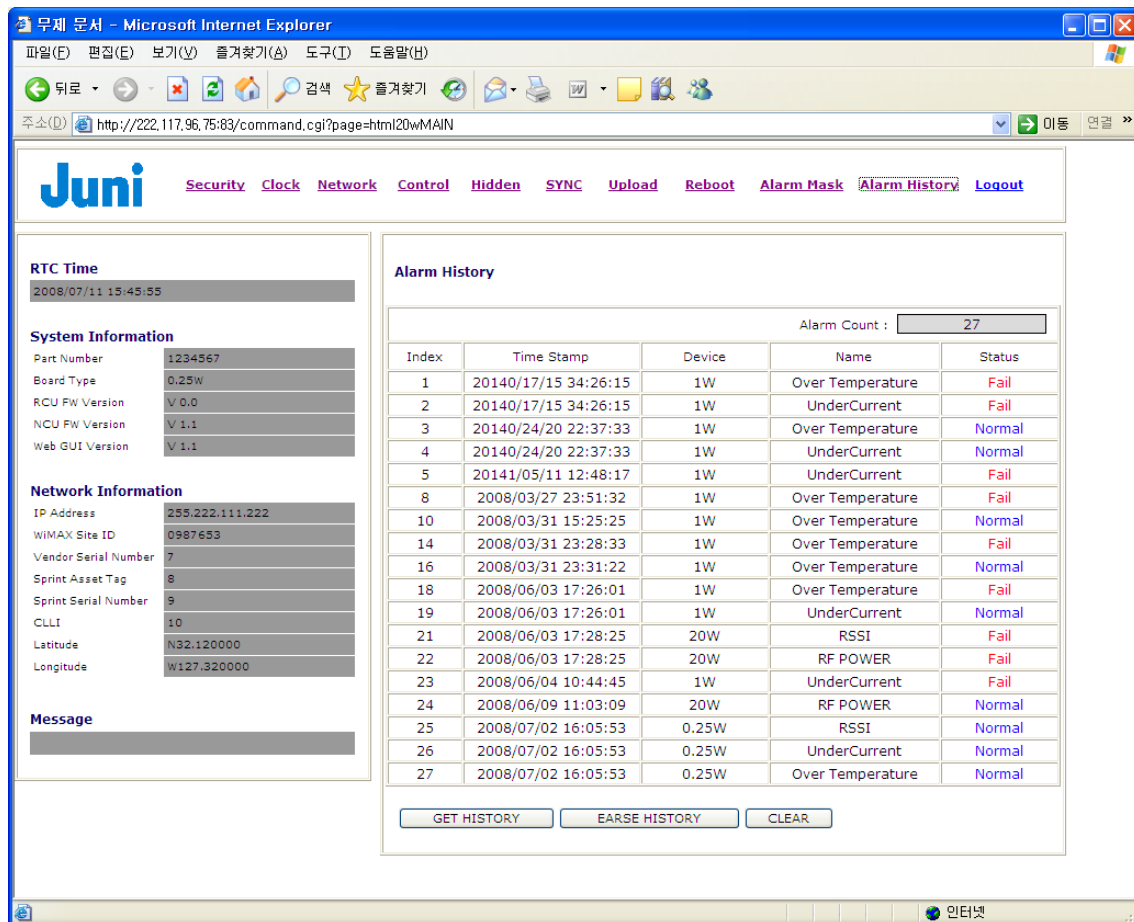 무제 문서 - Microsoft Internet Explorer
파일(F) 편집(E) 보기(V) 즐겨찾기(A) 도구(T) 도움말(H)
뒤로 검색 즐겨찾기
주소(D) http://222,117,96,75:83/command,cgi?page=html20wMAIN 이동 연결 »
Juni Security Clock Network Control Hidden SYNC Upload Reboot Alarm Mask Alarm History Logout
RTC Time
2008/07/11 15:45:55
System Information
Part Number 1234567
Board Type 0.25W
RCU FW Version V 0.0
NCU FW Version V 1.1
Web GUI Version V 1.1
Network Information
IP Address 255.222.111.222
WiMAX Site ID 0987653
Vendor Serial Number 7
Sprint Asset Tag 8
Sprint Serial Number 9
CLLI 10
Latitude N32.120000
Longitude W127.320000
Message
Alarm History
Alarm Count : 27
Index Time Stamp Device Name Status
1 20140/17/15 34:26:15 1W Over Temperature Fail
2 20140/17/15 34:26:15 1W UnderCurrent Fail
3 20140/24/20 22:37:33 1W Over Temperature Normal
4 20140/24/20 22:37:33 1W UnderCurrent Normal
5 20141/05/11 12:48:17 1W UnderCurrent Fail
8 2008/03/27 23:51:32 1W Over Temperature Fail
10 2008/03/31 15:25:25 1W Over Temperature Normal
14 2008/03/31 23:28:33 1W Over Temperature Fail
16 2008/03/31 23:31:22 1W Over Temperature Normal
18 2008/06/03 17:26:01 1W Over Temperature Fail
19 2008/06/03 17:26:01 1W UnderCurrent Normal
21 2008/06/03 17:28:25 20W RSSI Fail
22 2008/06/03 17:28:25 20W RF POWER Fail
23 2008/06/04 10:44:45 1W UnderCurrent Fail
24 2008/06/09 11:03:09 20W RF POWER Normal
25 2008/07/02 16:05:53 0.25W RSSI Normal
26 2008/07/02 16:05:53 0.25W UnderCurrent Normal
27 2008/07/02 16:05:53 0.25W Over Temperature Normal
GET HISTORY EARSE HISTORY CLEAR
인터넷